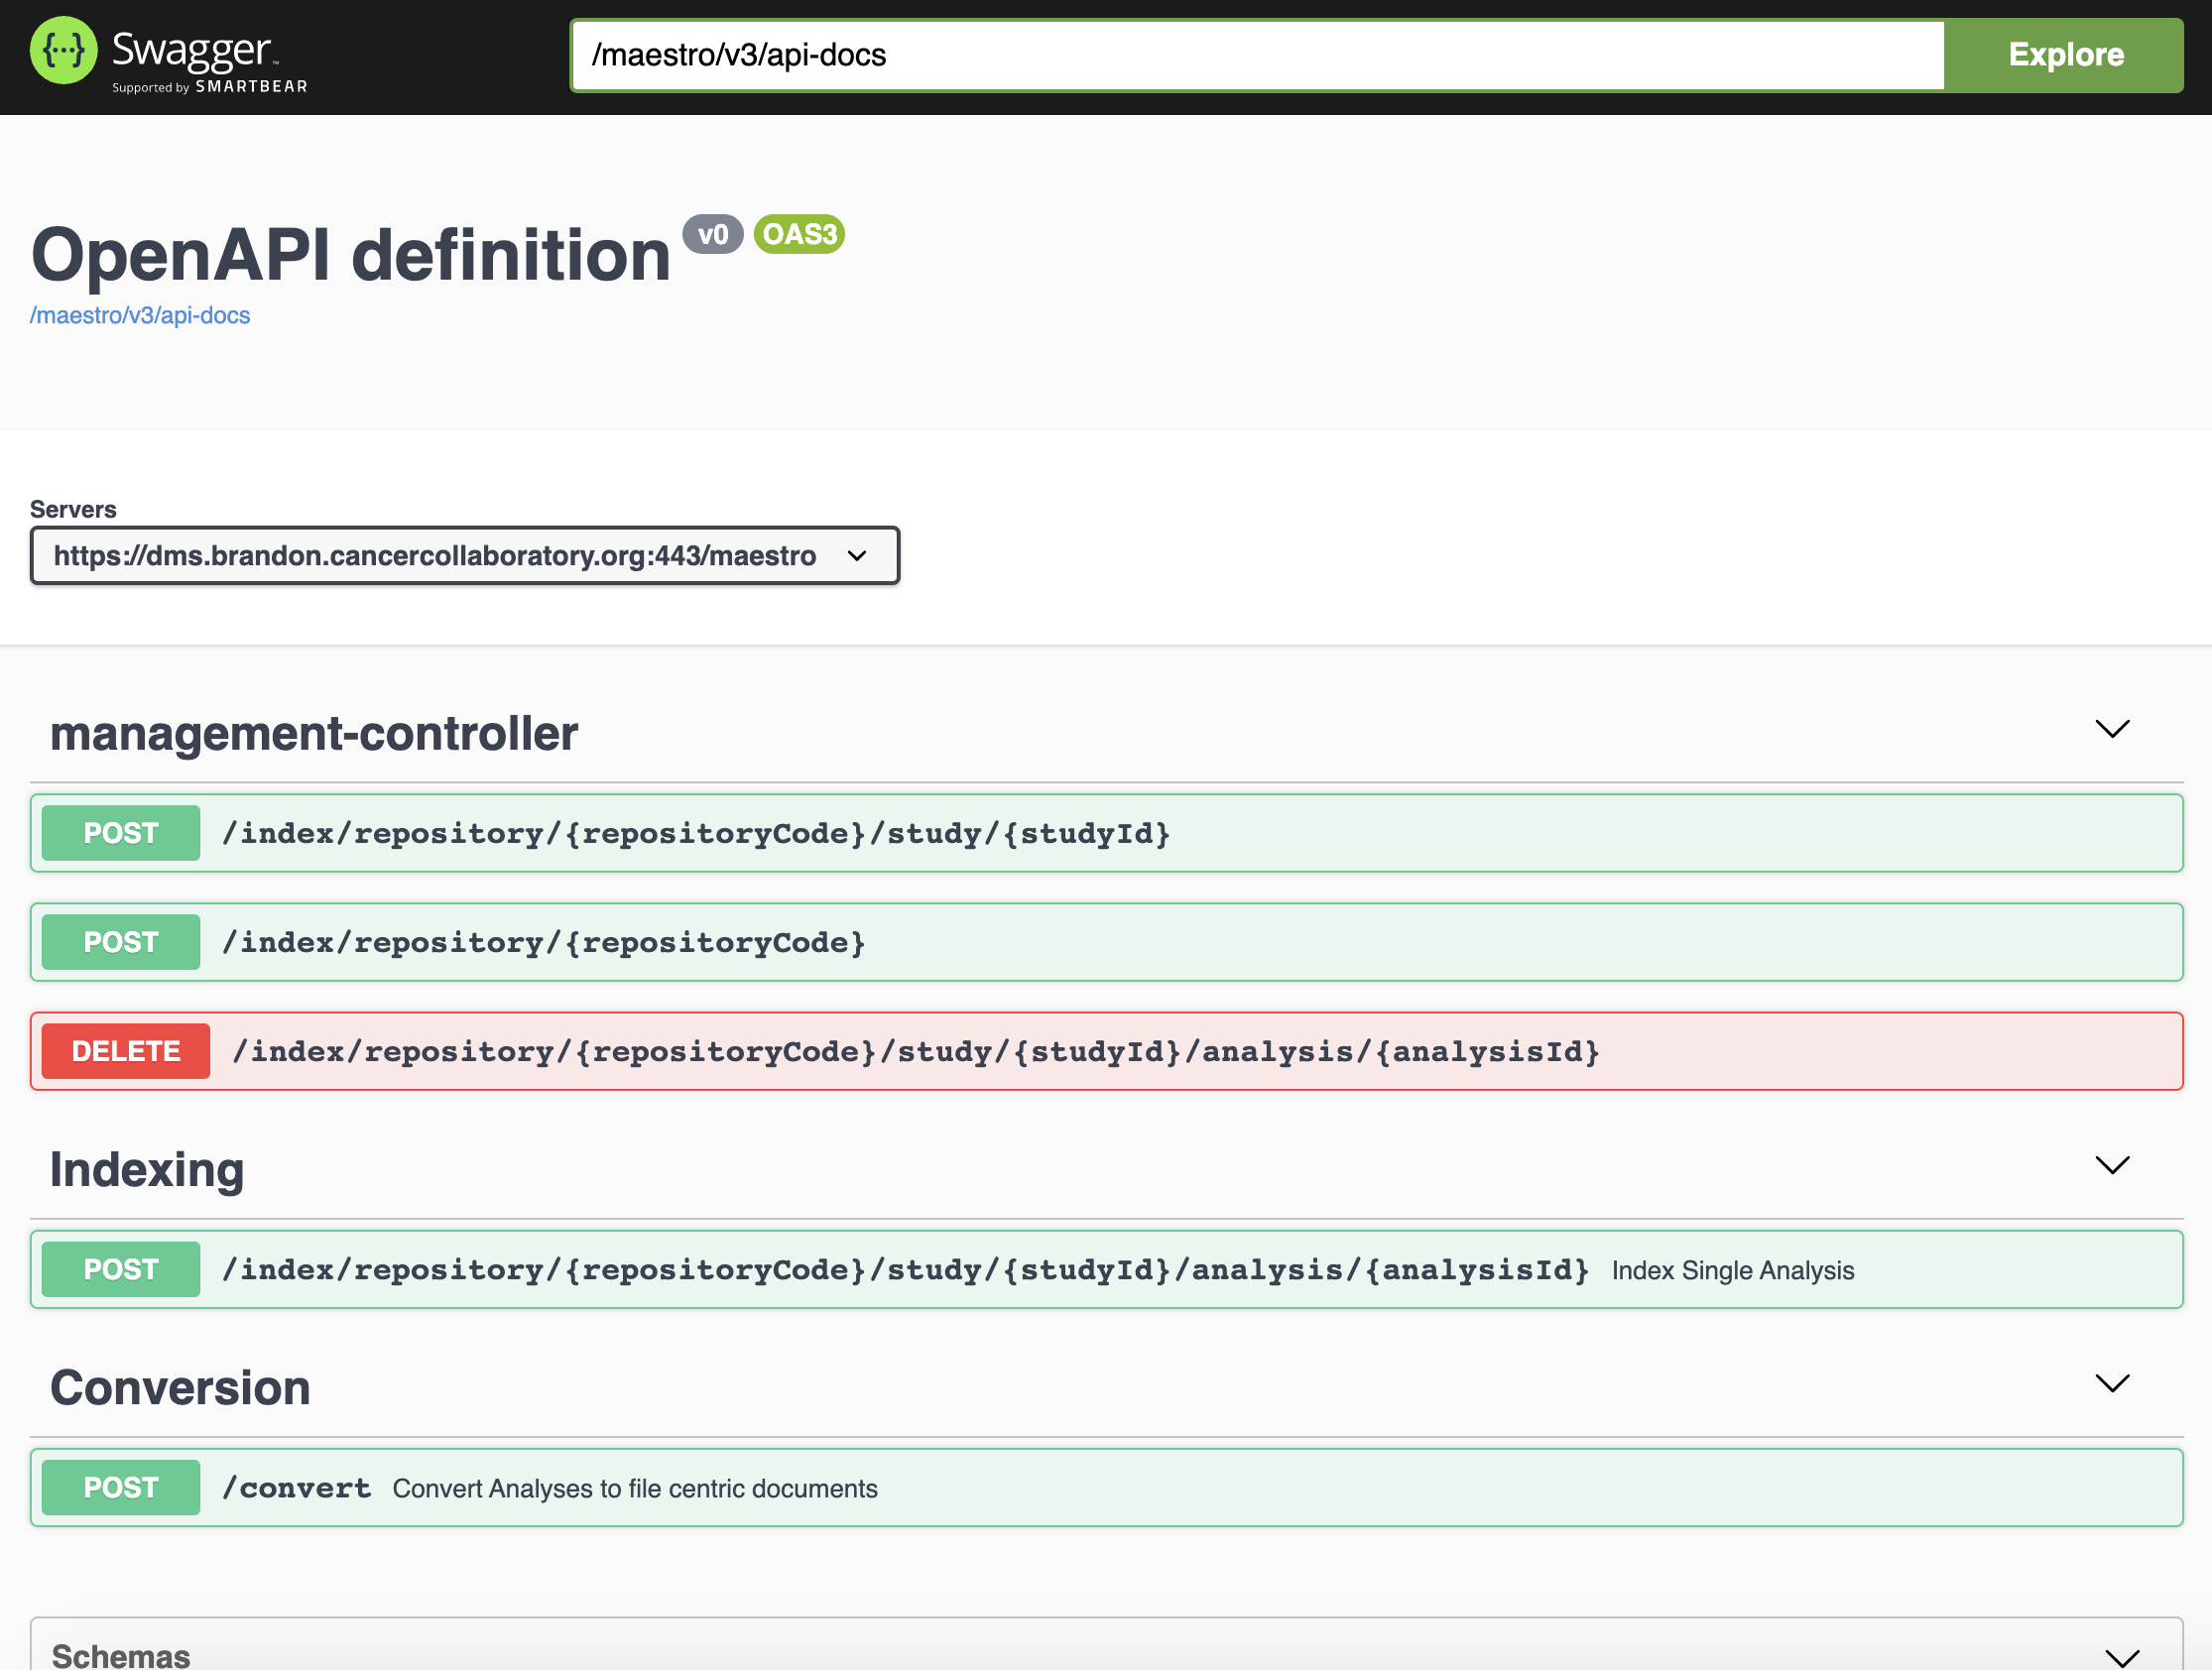 {···} Swagger™
Supported by SMARTBEAR
/maestro/v3/api-docs
Explore
OpenAPI definition v0 OAS3
/maestro/v3/api-docs
Servers
https://dms.brandon.cancercollaboratory.org:443/maestro
management-controller
POST /index/repository/{repositoryCode}/study/{studyId}
POST /index/repository/{repositoryCode}
DELETE /index/repository/{repositoryCode}/study/{studyId}/analysis/{analysisId}
Indexing
POST /index/repository/{repositoryCode}/study/{studyId}/analysis/{analysisId} Index Single Analysis
Conversion
POST /convert Convert Analyses to file centric documents
Schemas